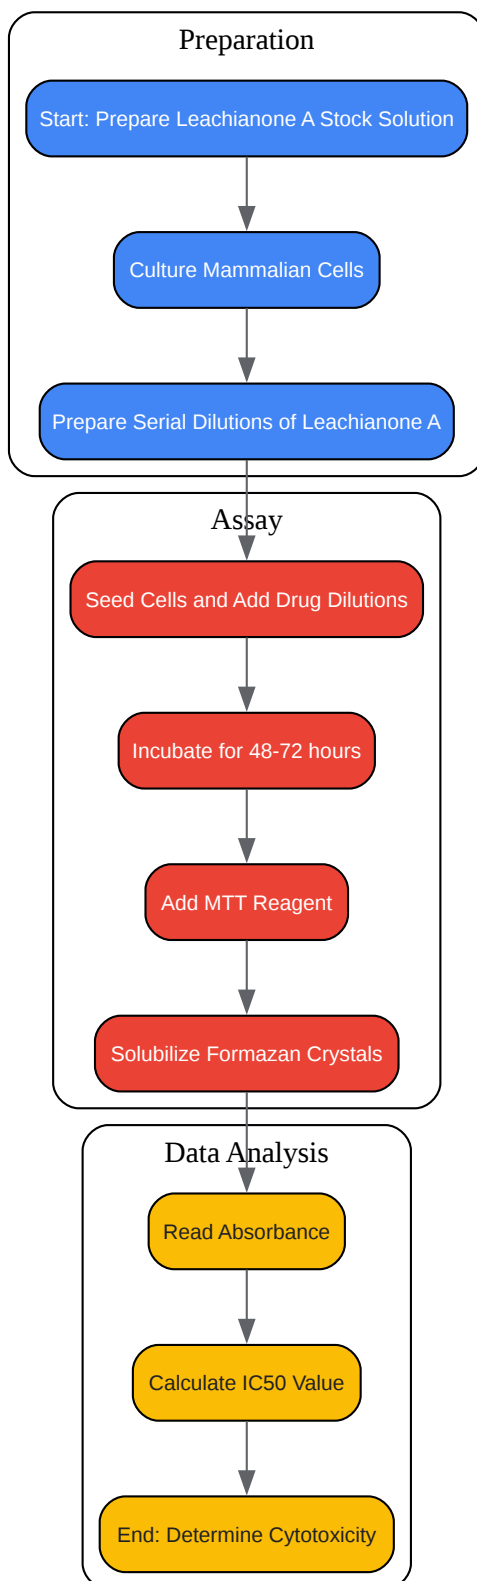 Preparation
Start: Prepare Leachianone A Stock Solution
Culture Mammalian Cells
Prepare Serial Dilutions of Leachianone A
Assay
Seed Cells and Add Drug Dilutions
Incubate for 48-72 hours
Add MTT Reagent
Solubilize Formazan Crystals
Data Analysis
Read Absorbance
Calculate IC50 Value
End: Determine Cytotoxicity